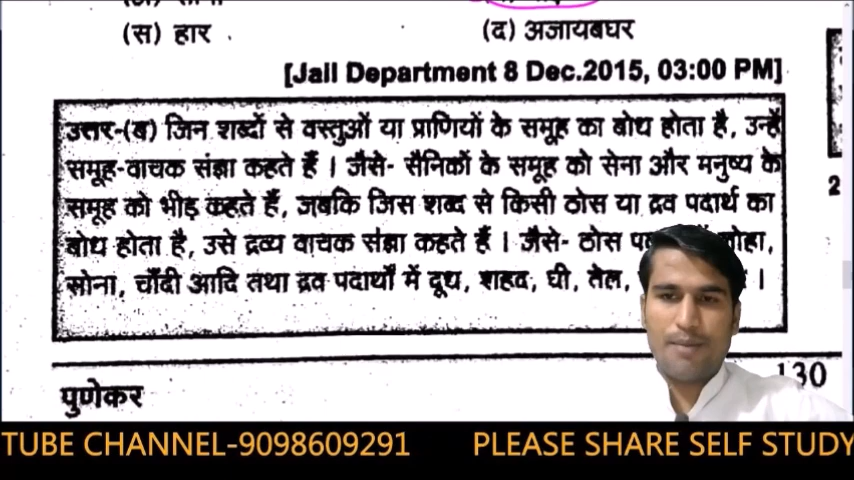 (स) हार .
(द) अजायबघर
[Jail Department 8 Dec.2015, 03:00 PM]
उत्तर-(ब) जिन शब्दों से वस्तुओं या प्राणियों के समूह का बोध होता है, उन्हें
समूह-वाचक संज्ञा कहते हैं । जैसे- सैनिकों के समूह को सेना और मनुष्य के
समूह को भीड़ कहते हैं, जबकि जिस शब्द से किसी ठोस या द्रव पदार्थ का
बोध होता है, उसे द्रव्य वाचक संज्ञा कहते हैं । जैसे- ठोस
सोना, चाँदी आदि तथा द्रव पदार्थों में दूध, शहद, घी, तेल, ।
2
पुणेकर
130
TUBE CHANNEL-9098609291 PLEASE SHARE SELF STUDY